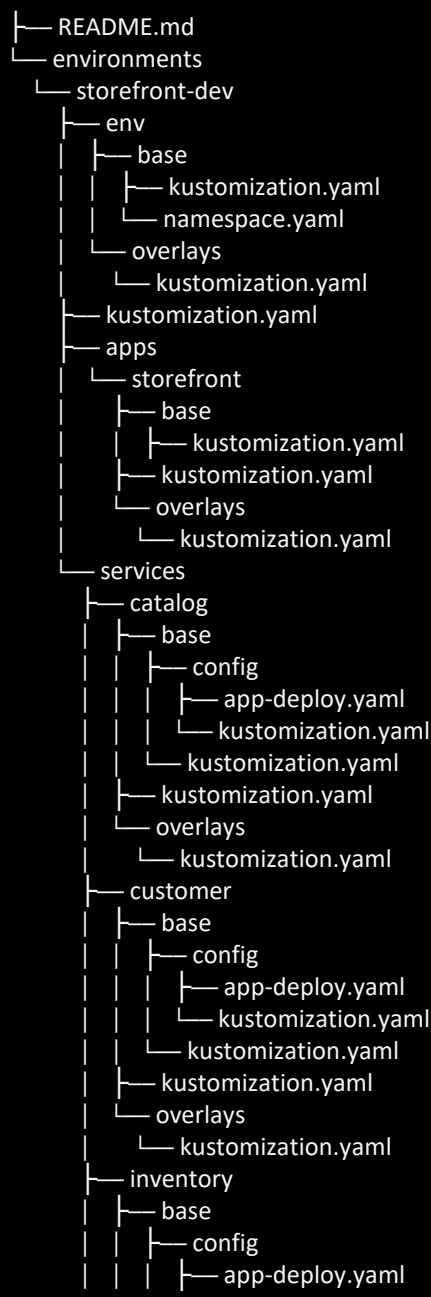 ├── README.md
└── environments
    └── storefront-dev
        ├── env
        │   ├── base
        │   │   ├── kustomization.yaml
        │   │   └── namespace.yaml
        │   └── overlays
        │       └── kustomization.yaml
        ├── kustomization.yaml
        ├── apps
        │   └── storefront
        │       ├── base
        │       │   ├── kustomization.yaml
        │       ├── kustomization.yaml
        │       └── overlays
        │           └── kustomization.yaml
        └── services
            ├── catalog
            │   ├── base
            │   │   ├── config
            │   │   │   ├── app-deploy.yaml
            │   │   │   └── kustomization.yaml
            │   │   └── kustomization.yaml
            │   ├── kustomization.yaml
            │   └── overlays
            │       └── kustomization.yaml
            ├── customer
            │   ├── base
            │   │   ├── config
            │   │   │   ├── app-deploy.yaml
            │   │   │   └── kustomization.yaml
            │   │   └── kustomization.yaml
            │   ├── kustomization.yaml
            │   └── overlays
            │       └── kustomization.yaml
            ├── inventory
            │   ├── base
            │   │   ├── config
            │   │   │   ├── app-deploy.yaml